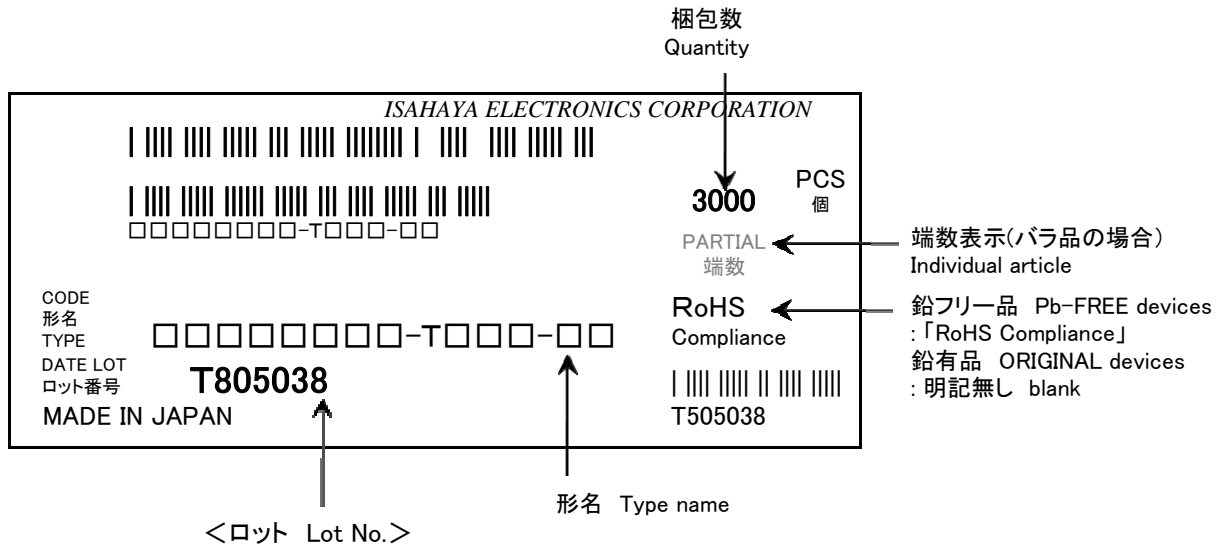 梱包数
Quantity
ISAHAYA ELECTRONICS CORPORATION
PCS
3000 個
□□□□□□□□-T□□□-□□
PARTIAL
端数
端数表示(バラ品の場合)
Individual article
CODE
形名
TYPE □□□□□□□□-T□□□-□□
RoHS
Compliance
鉛フリー品 Pb-FREE devices
:「RoHS Compliance」
鉛有品 ORIGINAL devices
:明記無し blank
DATE LOT
ロット番号 T805038
MADE IN JAPAN
T505038
形名 Type name
<ロット Lot No.>